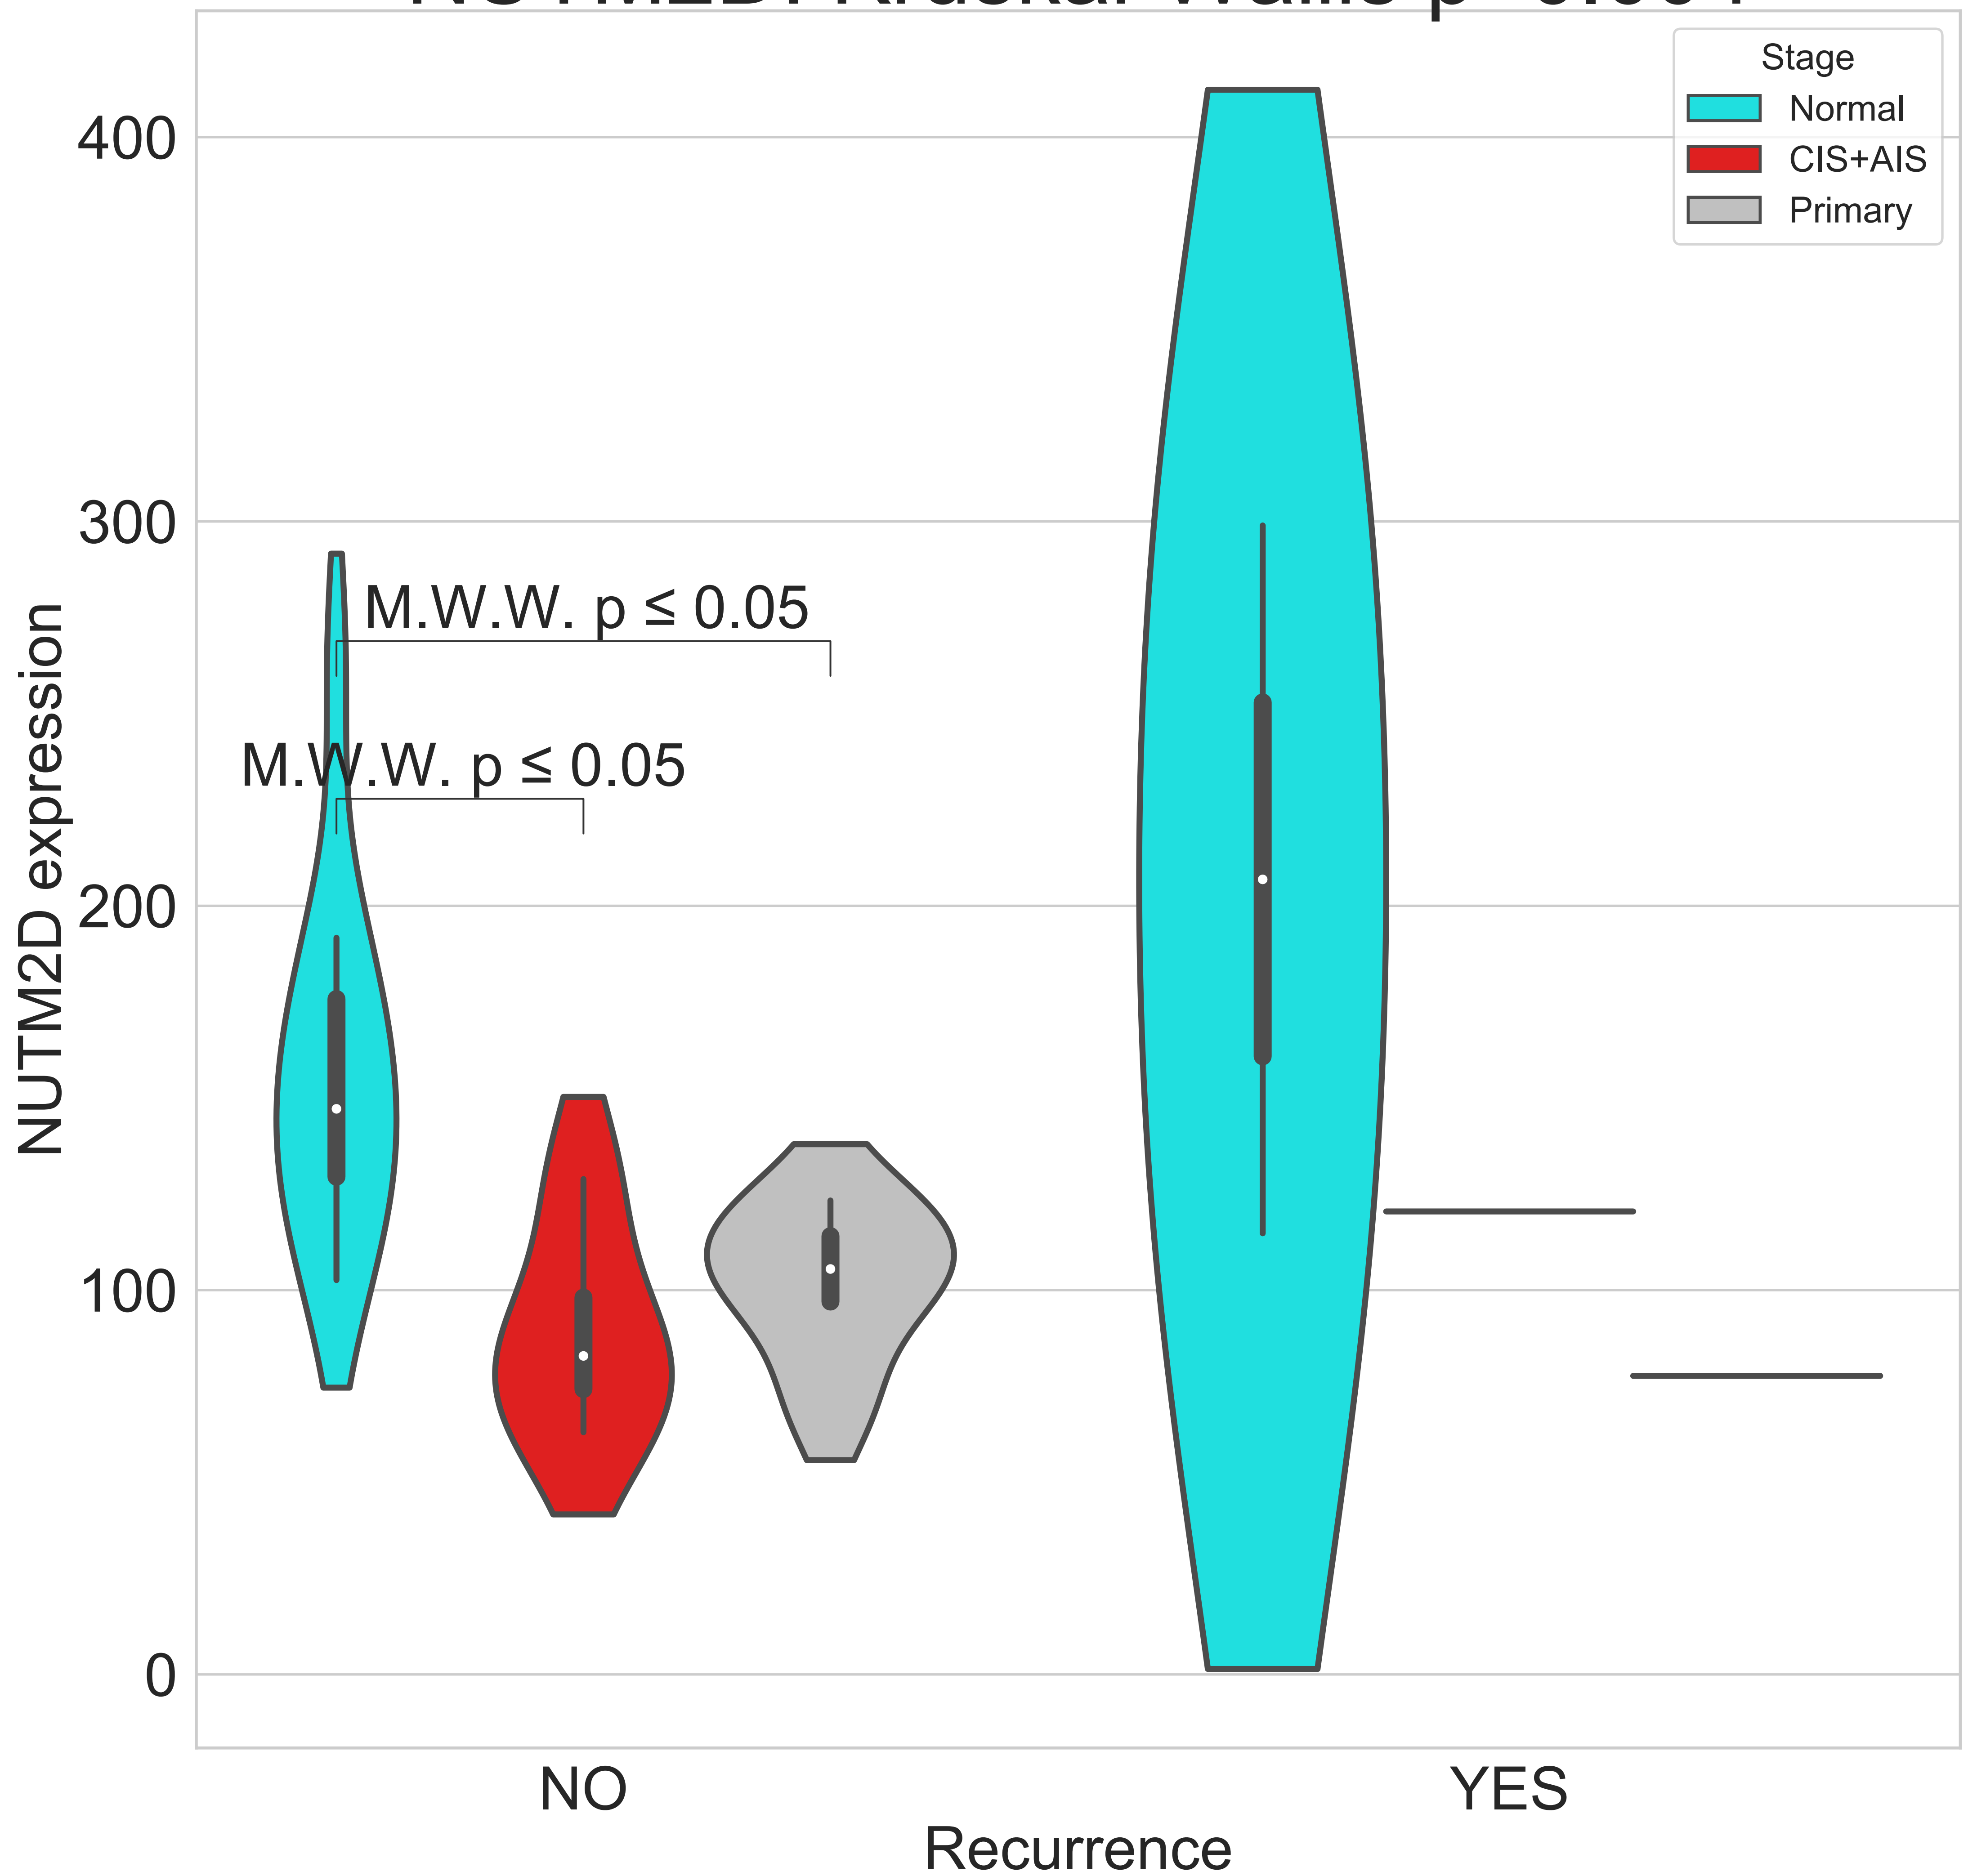 Stage
Normal
CIS+AIS
Primary
400
300
200
100
0
NUTM2D expression
M.W.W. p ≤ 0.05
M.W.W. p ≤ 0.05
NO
YES
Recurrence